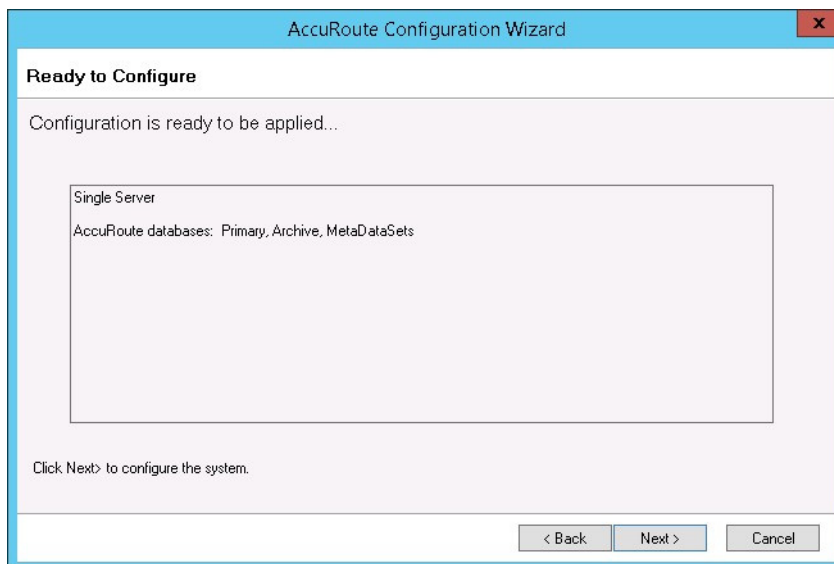 AccuRoute Configuration Wizard
x
Ready to Configure
Configuration is ready to be applied...
Single Server
AccuRoute databases:  Primary, Archive, MetaDataSets
Click Next> to configure the system.
< Back
Next >
Cancel